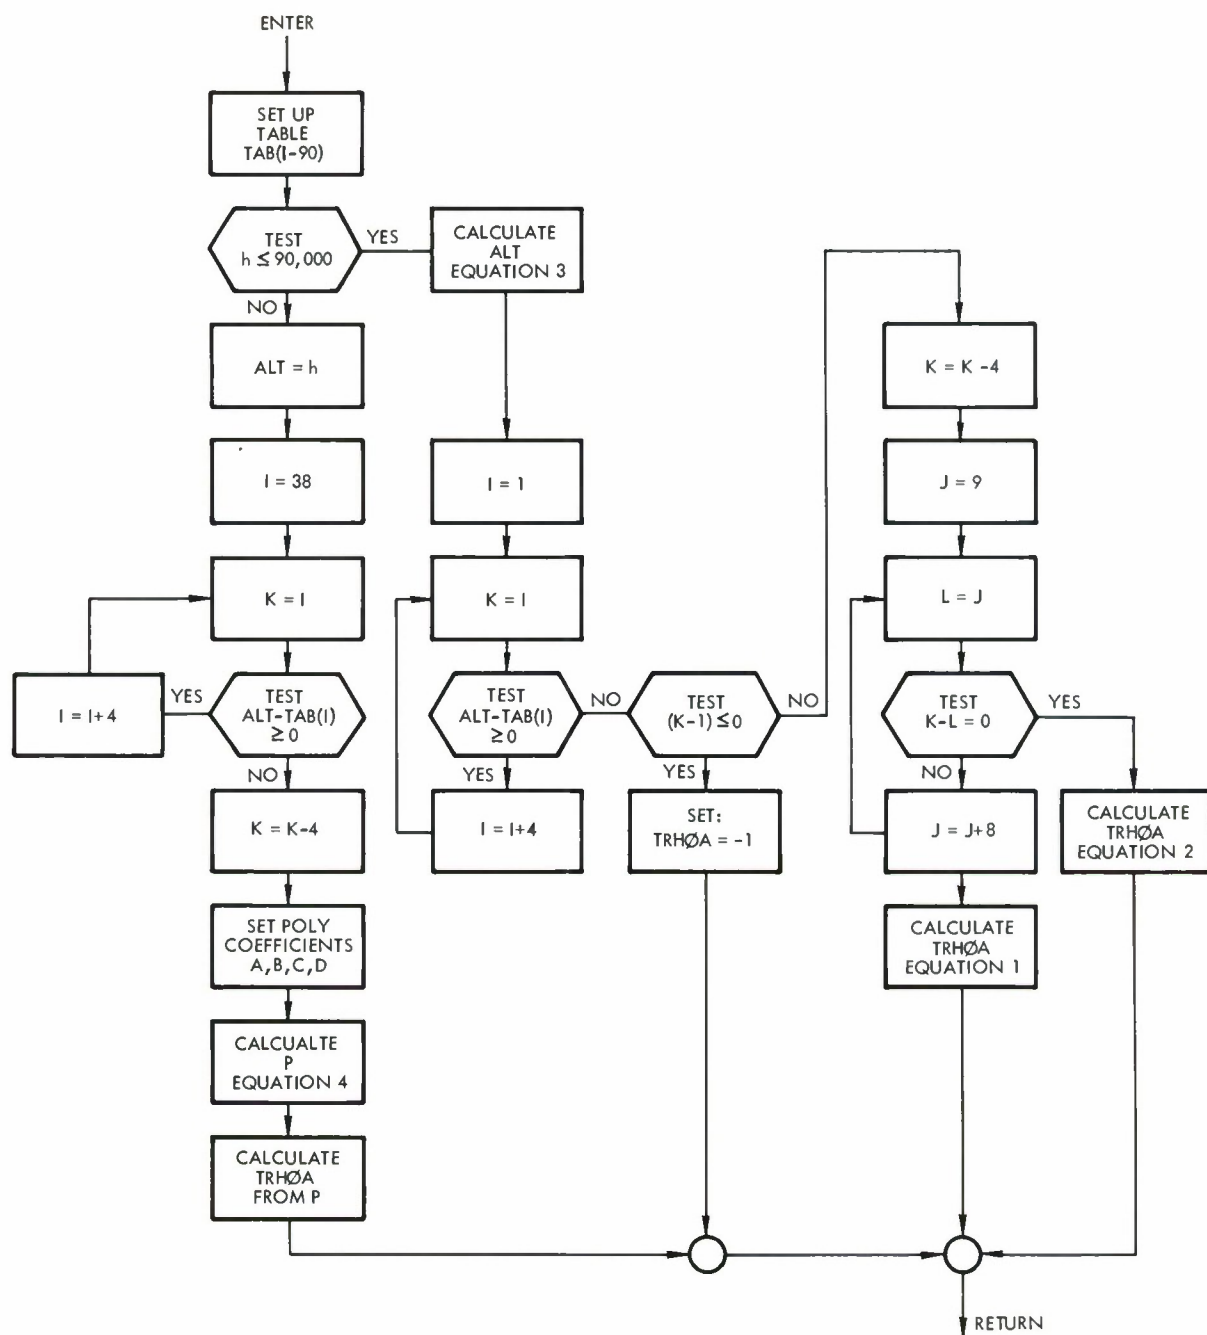 ENTER
SET UP
TABLE
TAB(I-90)
TEST
h ≤ 90,000
YES
CALCULATE
ALT
EQUATION 3
NO
ALT = h
K = K -4
I = 38
I = 1
J = 9
K = I
K = I
L = J
I = I+4
YES
TEST
ALT-TAB(I)
≥ 0
TEST
ALT-TAB(I)
≥ 0
NO
TEST
(K-1) ≤ 0
NO
TEST
K-L = 0
YES
NO
YES
YES
NO
K = K-4
I = I+4
SET:
TRHØA = -1
J = J+8
CALCULATE
TRHØA
EQUATION 2
SET POLY
COEFFICIENTS
A,B,C,D
CALCULATE
TRHØA
EQUATION 1
CALCUALTE
P
EQUATION 4
CALCULATE
TRHØA
FROM P
RETURN